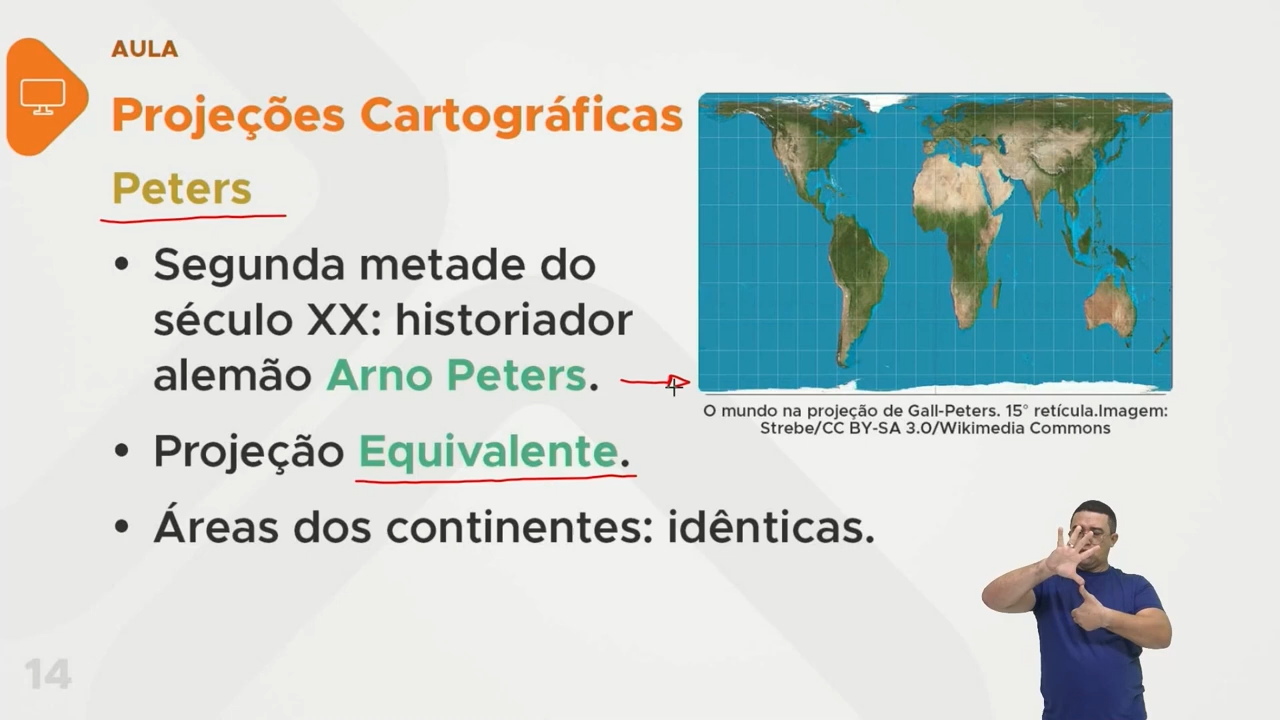 AULA
Projeções Cartográficas
Peters
• Segunda metade do
século XX: historiador
alemão Arno Peters.
• Projeção Equivalente.
• Áreas dos continentes: idênticas.
O mundo na projeção de Gall-Peters. 15° retícula.Imagem:
Strebe/CC BY-SA 3.0/Wikimedia Commons
14